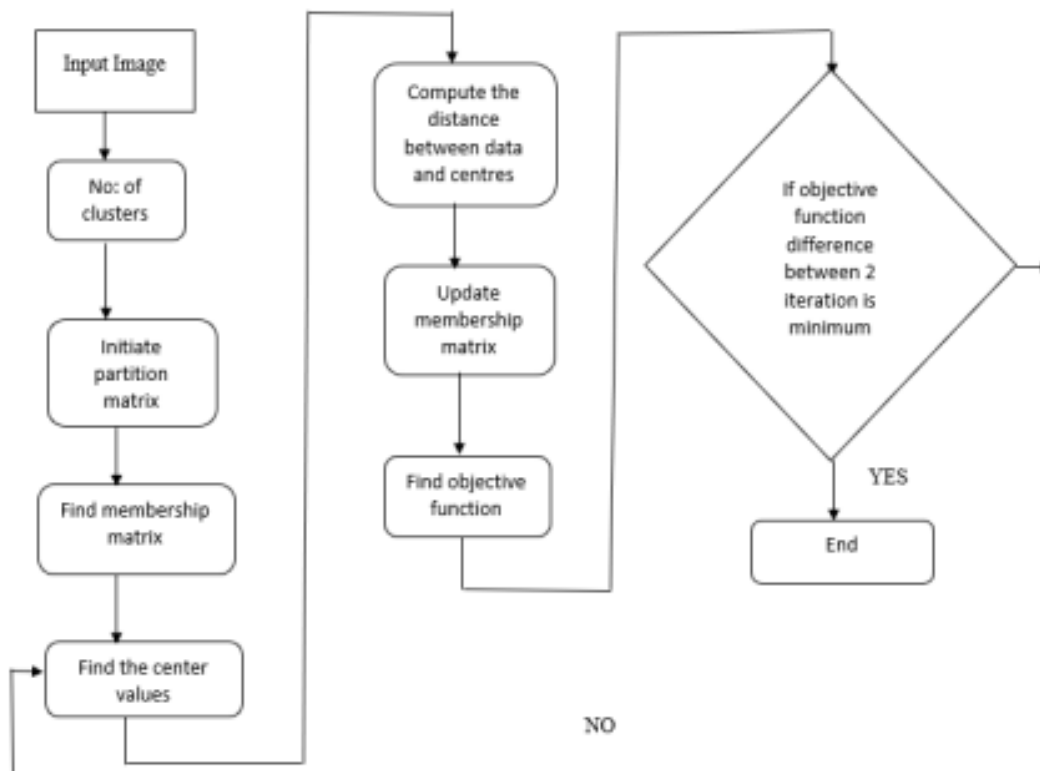 Input Image
No: of
clusters
Initiate
partition
matrix
Find membership
matrix
Find the center
values
Compute the
distance
between data
and centres
Update
membership
matrix
Find objective
function
If objective
function
difference
between 2
iteration is
minimum
YES
End
NO